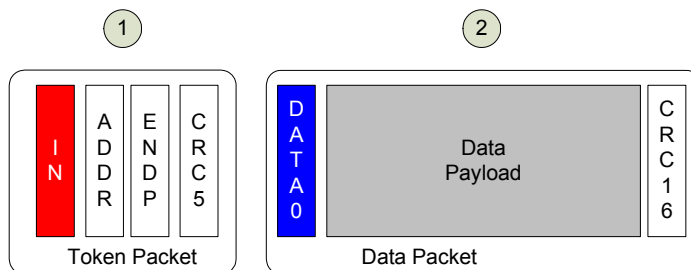 1
2
IN
ADDR
ENDP
CRC5
DATA0
Data
Payload
CRC16
Token Packet
Data Packet